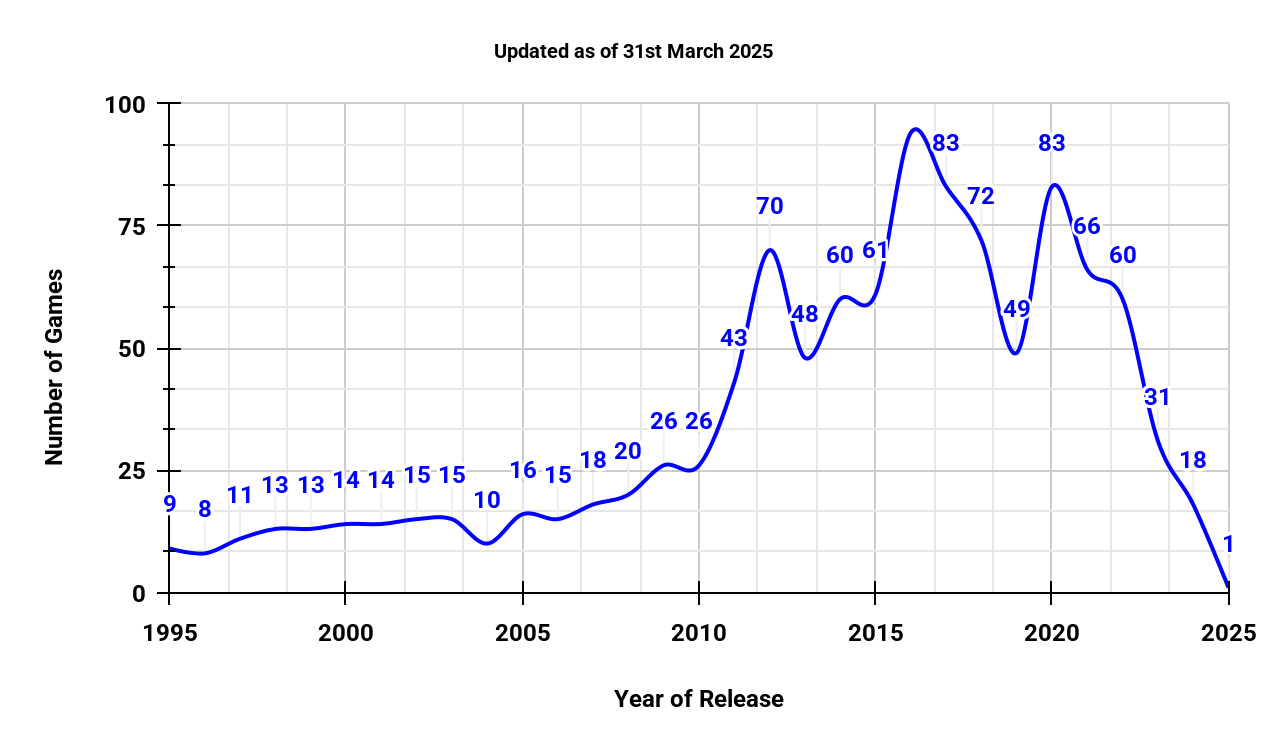 Updated as of 31st March 2025
100
75
50
25
0
Number of Games
9 8 11 13 13 14 14 15 15 10 16 15 18 20 26 26 43 70 48 60 61 83 72 49 83 66 60 31 18 1
1995 2000 2005 2010 2015 2020 2025
Year of Release